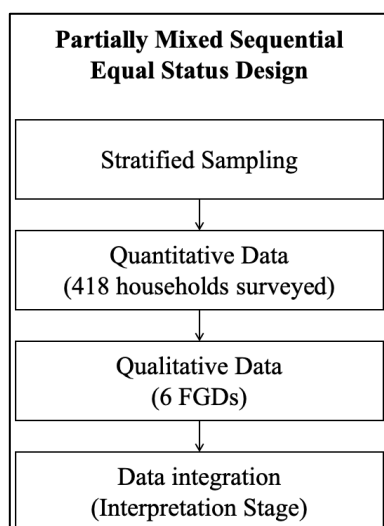 Partially Mixed Sequential
Equal Status Design
Stratified Sampling
Quantitative Data
(418 households surveyed)
Qualitative Data
(6 FGDs)
Data integration
(Interpretation Stage)